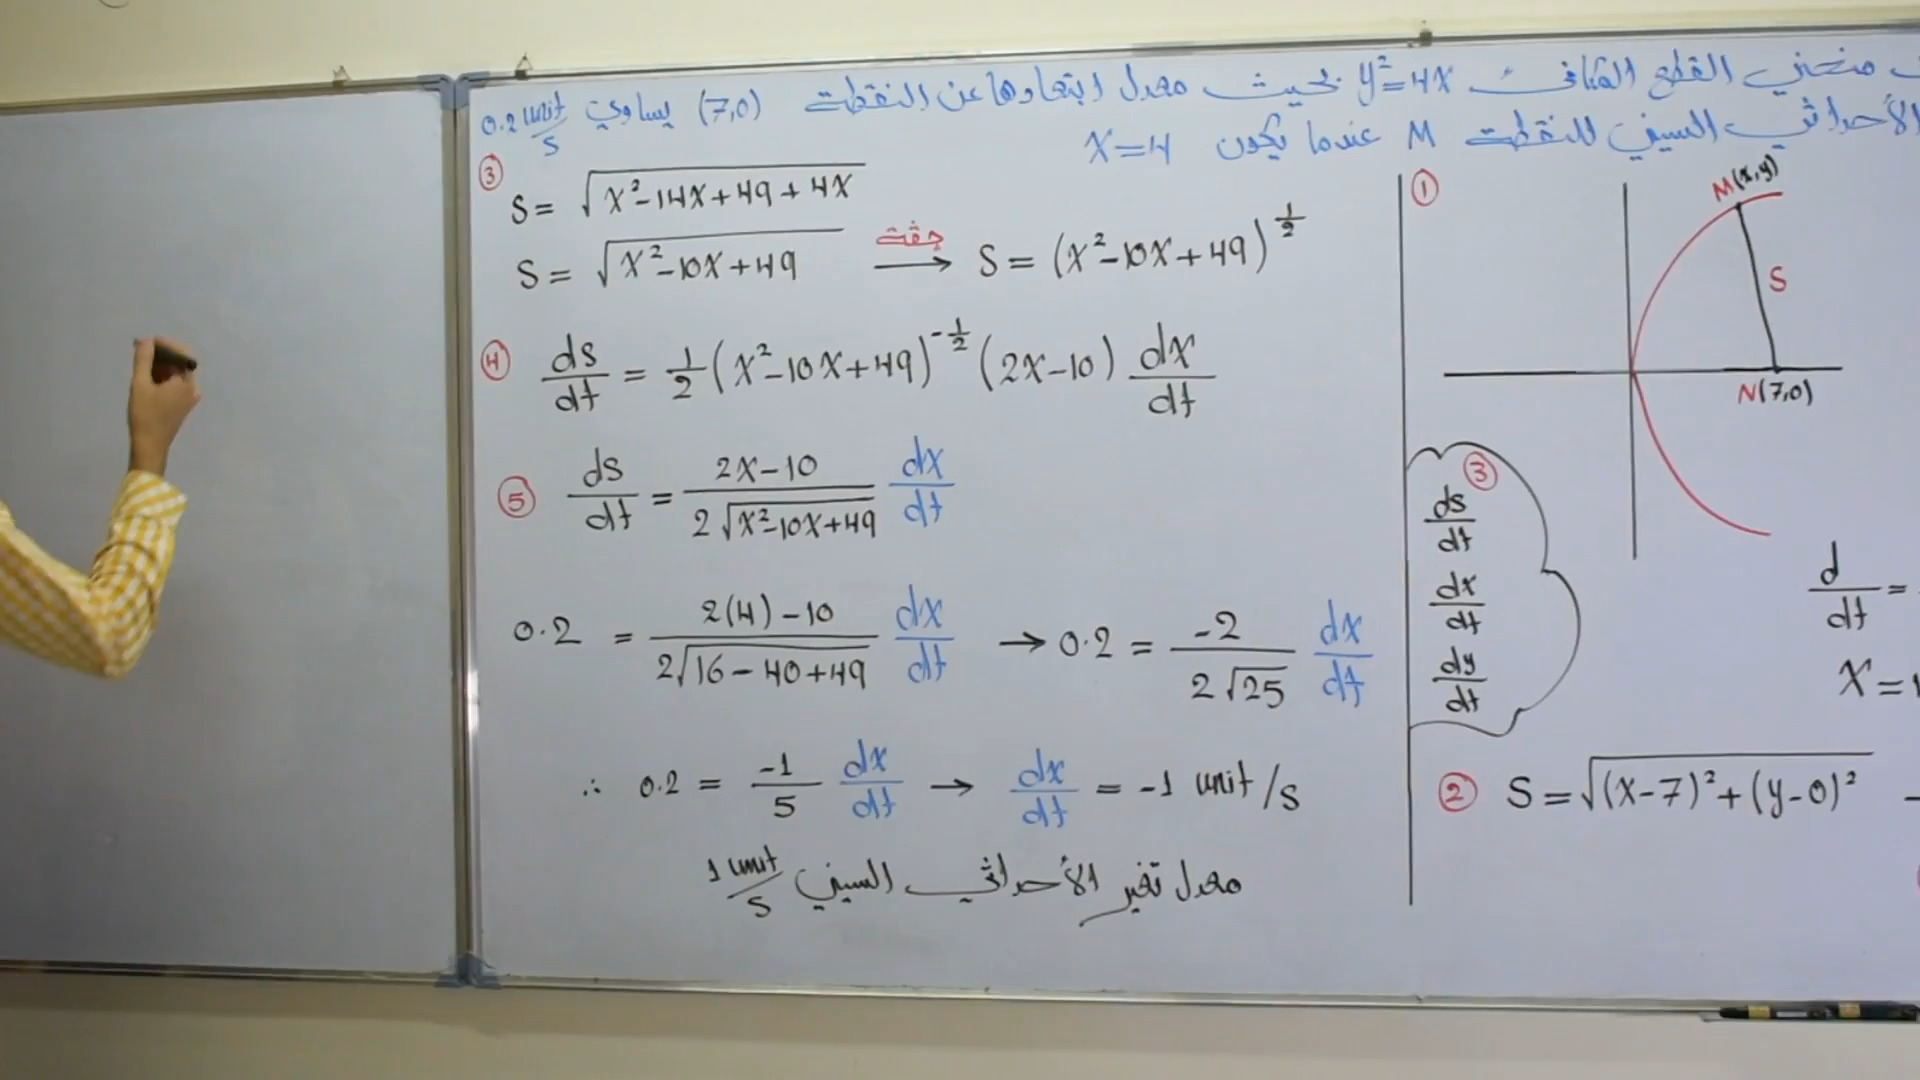 منحني القطع المكافئ y²=4x بحيث معدل ابتعادها عن النقطة (7,0) يساوي 0.2 unit/s
الأحداثي السيني للنقطة M عندما يكون x=4
③ S = √(x²-14x+49+4x)
S = √(x²-10x+49) جفته → S = (x²-10x+49)^(1/2)
④ ds/dt = 1/2 (x²-10x+49)^(-1/2) (2x-10) dx/dt
⑤ ds/dt = (2x-10)/(2√(x²-10x+49)) dx/dt
0.2 = (2(4)-10)/(2√(16-40+49)) dx/dt → 0.2 = -2/(2√25) dx/dt
∴ 0.2 = -1/5 dx/dt → dx/dt = -1 unit/s
معدل تغير الأحداثي السيني 1 unit/s
①
M(x,y)
S
N(7,0)
③
ds/dt
dx/dt
dy/dt
d/dt =
x =
② S = √((x-7)²+(y-0)²)